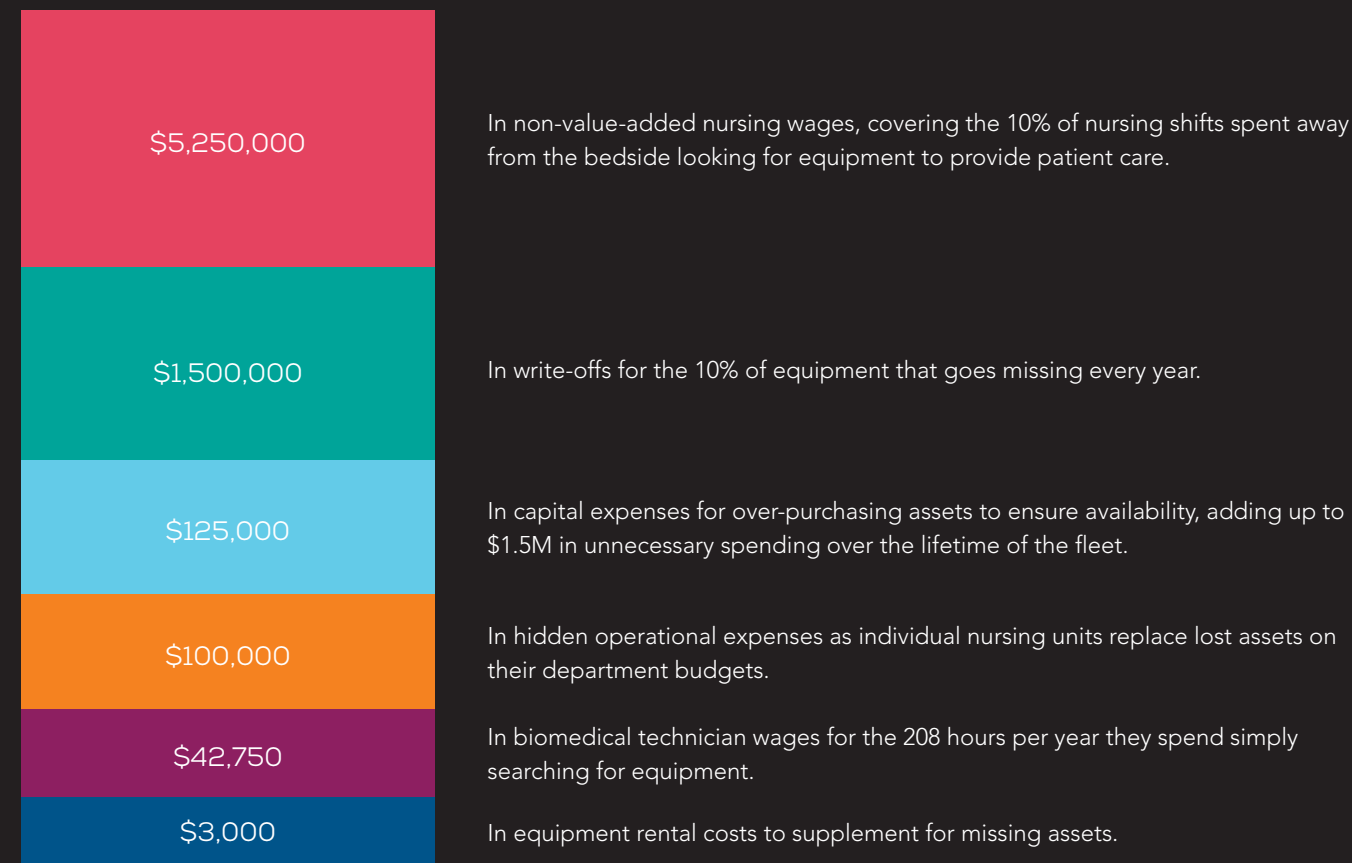 $5,250,000
In non-value-added nursing wages, covering the 10% of nursing shifts spent away
from the bedside looking for equipment to provide patient care.
$1,500,000
In write-offs for the 10% of equipment that goes missing every year.
$125,000
In capital expenses for over-purchasing assets to ensure availability, adding up to
$1.5M in unnecessary spending over the lifetime of the fleet.
$100,000
In hidden operational expenses as individual nursing units replace lost assets on
their department budgets.
$42,750
In biomedical technician wages for the 208 hours per year they spend simply
searching for equipment.
$3,000
In equipment rental costs to supplement for missing assets.